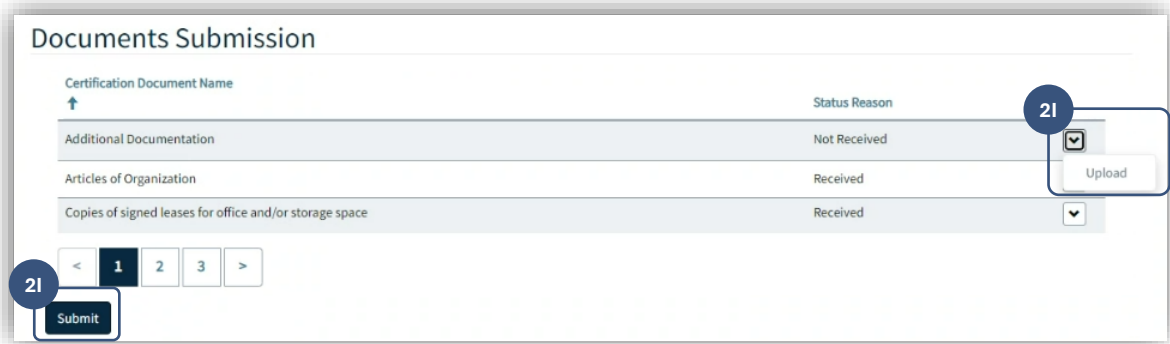 Documents Submission
Certification Document Name
Status Reason
2I
Additional Documentation
Not Received
Upload
Articles of Organization
Received
Copies of signed leases for office and/or storage space
Received
< 1 2 3 >
2I
Submit